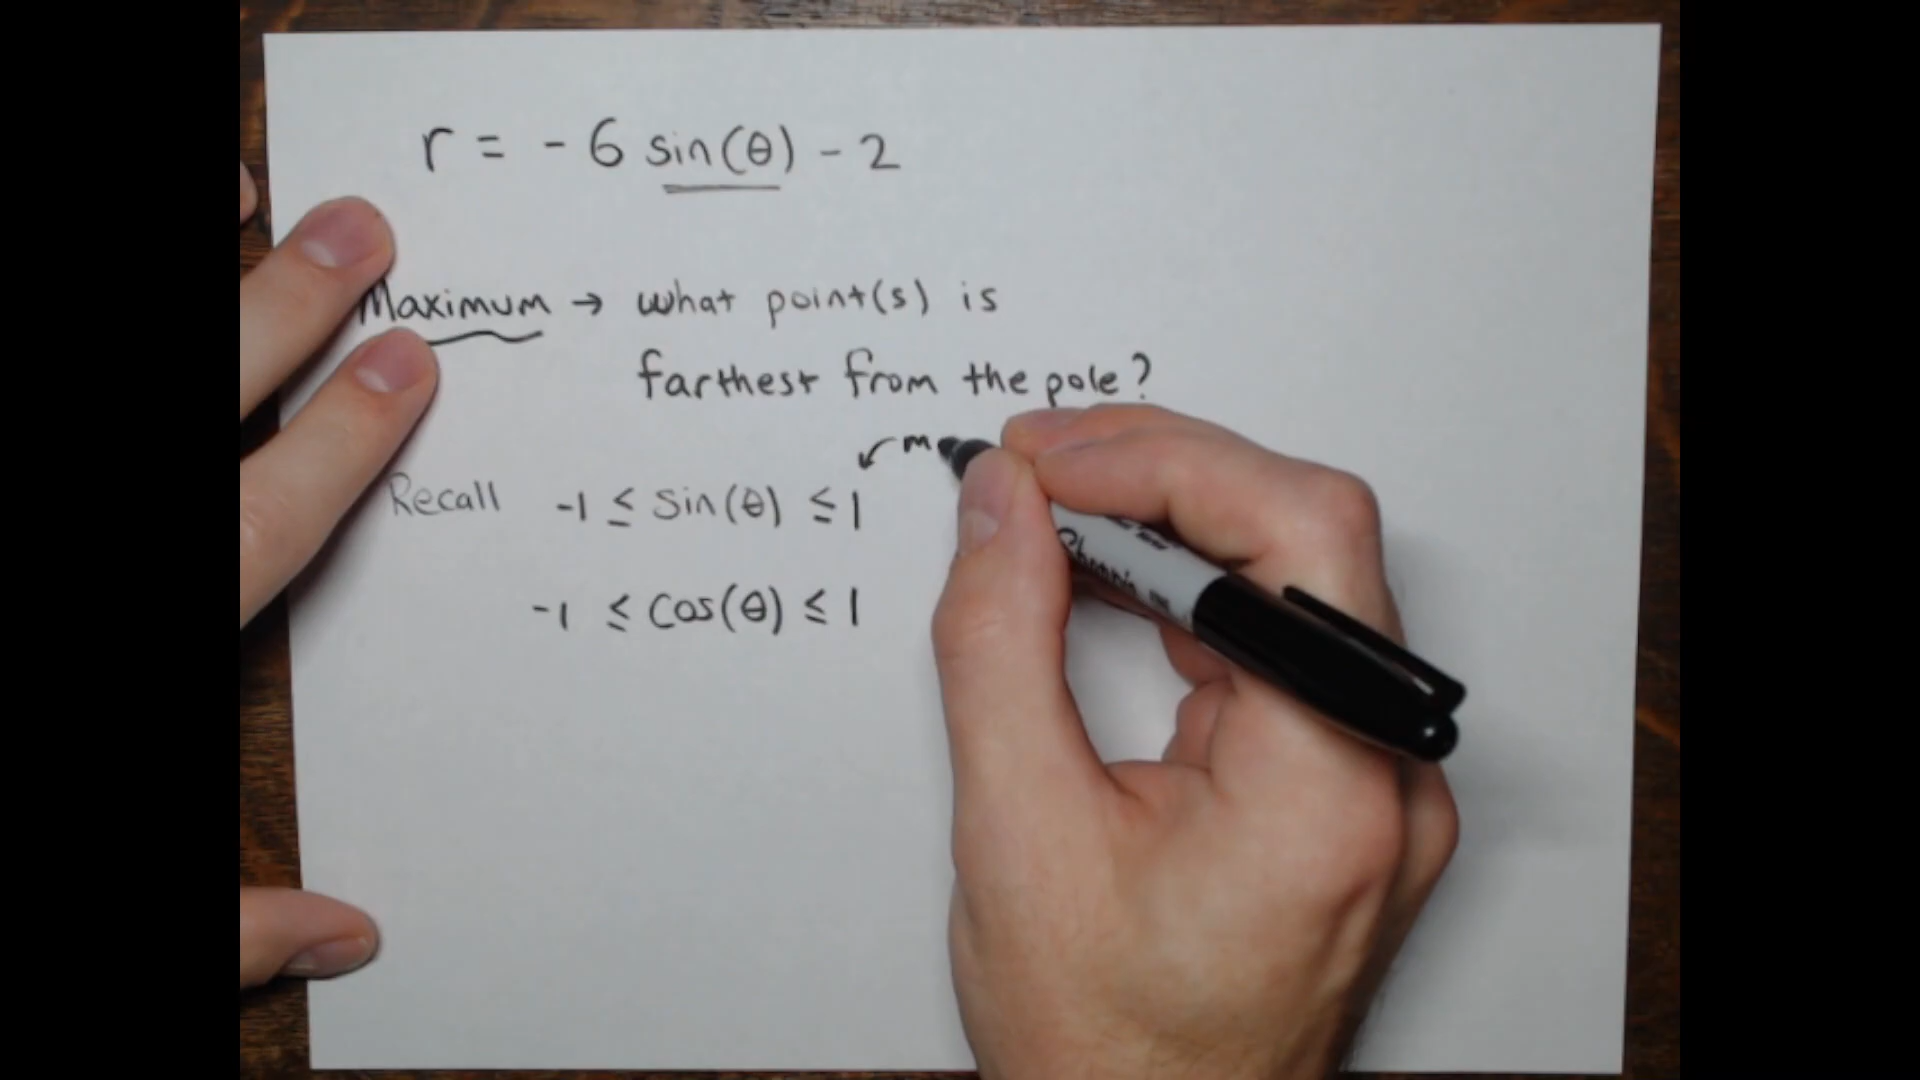 r = - 6 sin(θ) - 2
Maximum → what point(s) is
farthest from the pole?
↙ m
Recall -1 ≤ Sin(θ) ≤ 1
-1 ≤ Cos(θ) ≤ 1